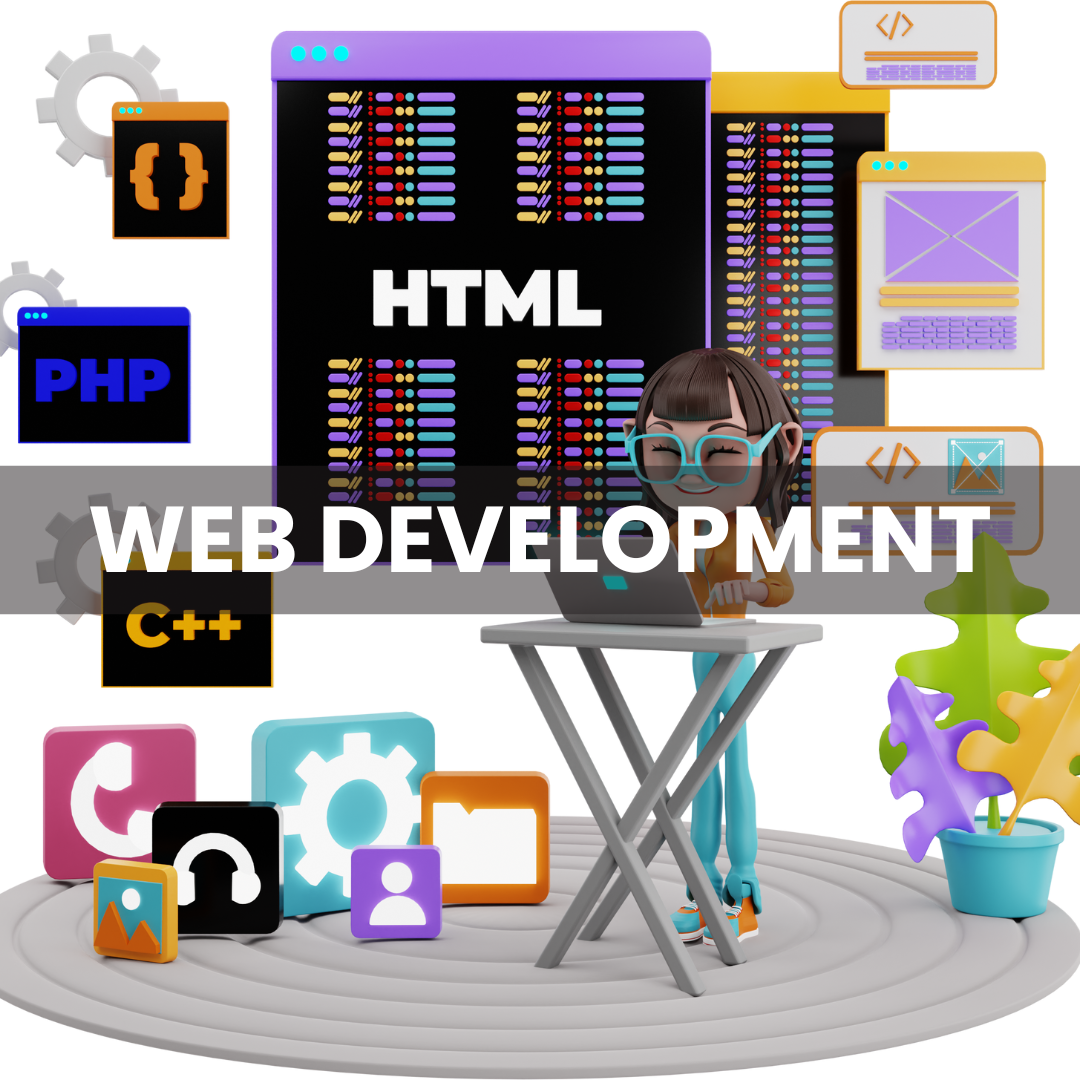 </>
{ }
HTML
PHP
</>
WEB DEVELOPMENT
C++